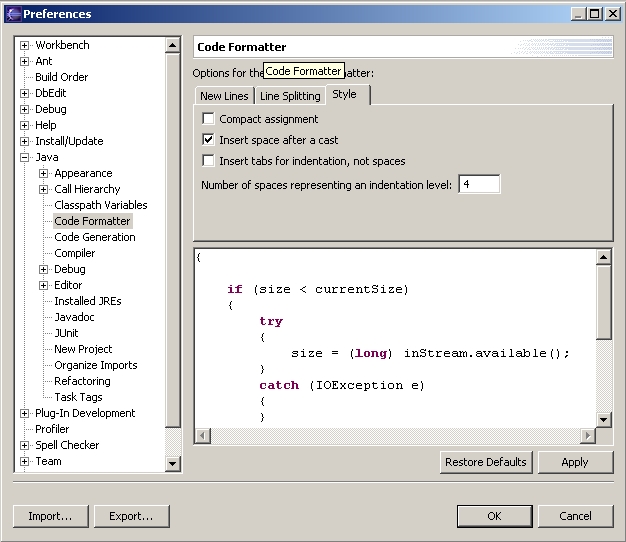 Preferences
Workbench
Ant
Build Order
DbEdit
Debug
Help
Install/Update
Java
Appearance
Call Hierarchy
Classpath Variables
Code Formatter
Code Generation
Compiler
Debug
Editor
Installed JREs
Javadoc
JUnit
New Project
Organize Imports
Refactoring
Task Tags
Plug-In Development
Profiler
Spell Checker
Team
Code Formatter
Options for the
Code Formatter
matter:
New Lines
Line Splitting
Style
Compact assignment
Insert space after a cast
Insert tabs for indentation, not spaces
Number of spaces representing an indentation level: 4
{
if (size < currentSize)
{
try
{
size = (long) inStream.available();
}
catch (IOException e)
{
}
Restore Defaults
Apply
Import...
Export...
OK
Cancel